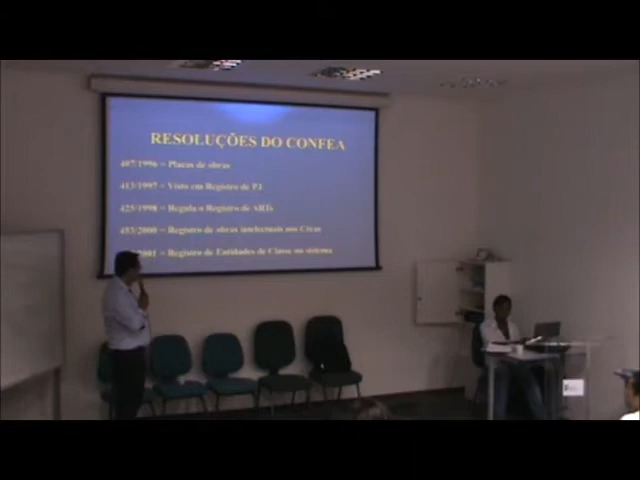 RESOLUÇÕES DO CONFEA
407/1996 = Placas de obras
413/1997 = Visto em Registro de PJ
425/1998 = Regula o Registro de ARTs
453/2000 = Registro de obras intelectuais nos Creas
2001 = Registro de Entidades de Classe no sistema